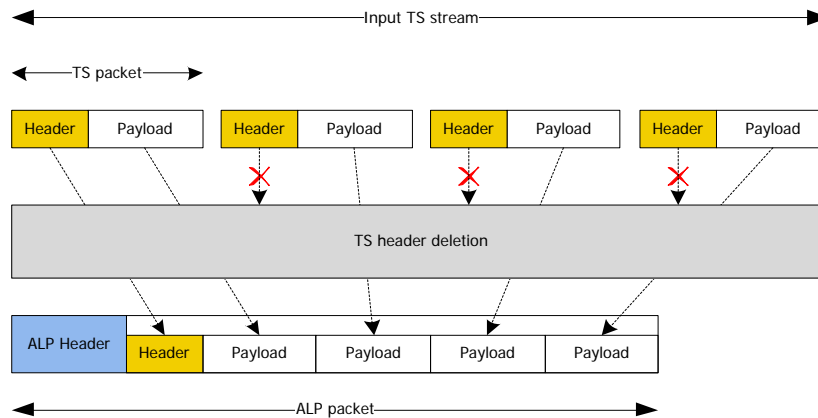 Input TS stream
TS packet
Header Payload Header Payload Header Payload Header Payload
TS header deletion
ALP Header Header Payload Payload Payload Payload
ALP packet